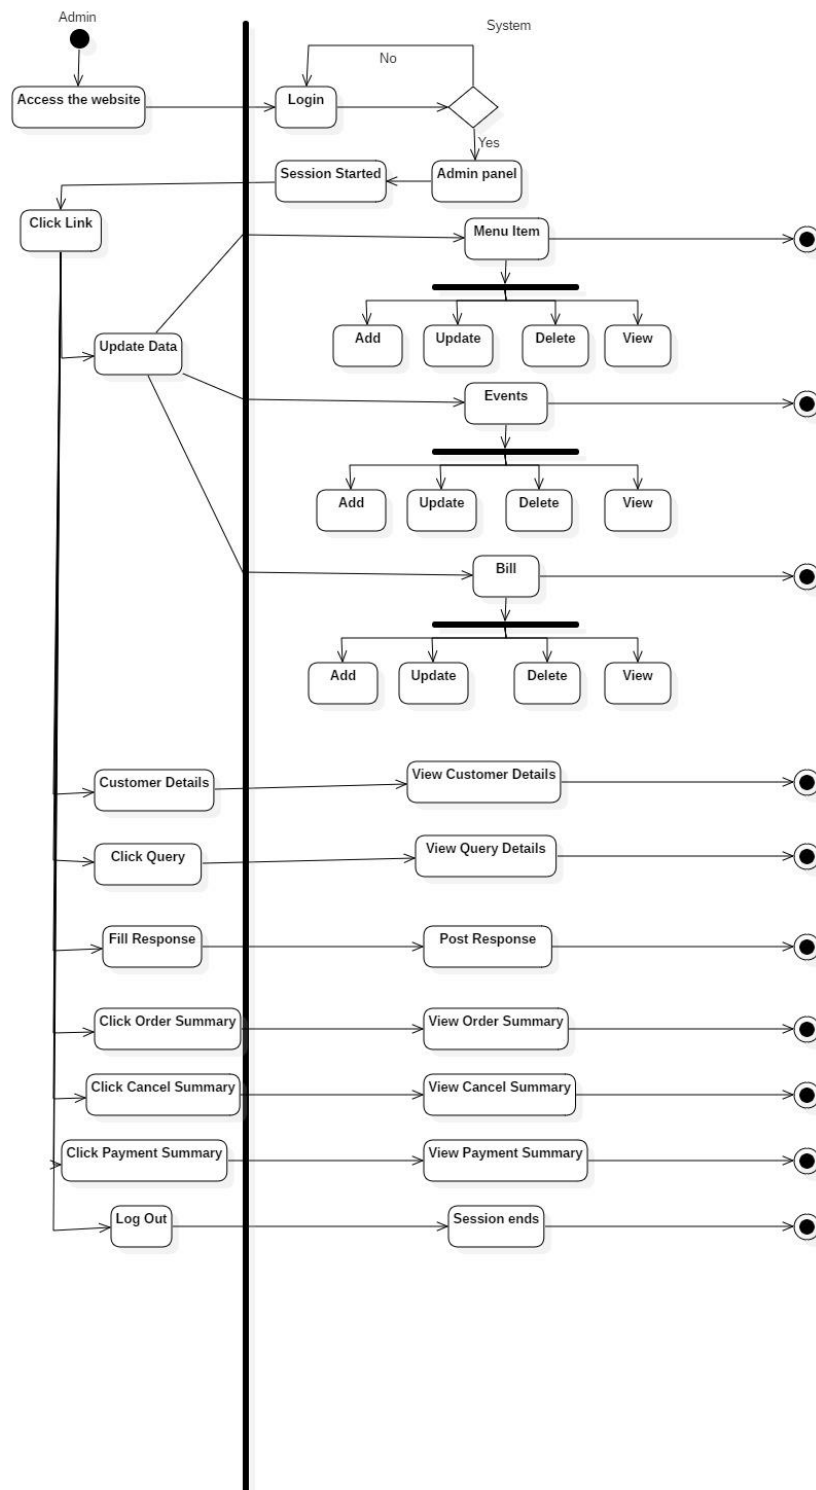 Admin
System
No
Access the website
Login
Yes
Session Started
Admin panel
Click Link
Menu Item
Add
Update
Delete
View
Update Data
Events
Add
Update
Delete
View
Bill
Add
Update
Delete
View
Customer Details
View Customer Details
Click Query
View Query Details
Fill Response
Post Response
Click Order Summary
View Order Summary
Click Cancel Summary
View Cancel Summary
Click Payment Summary
View Payment Summary
Log Out
Session ends